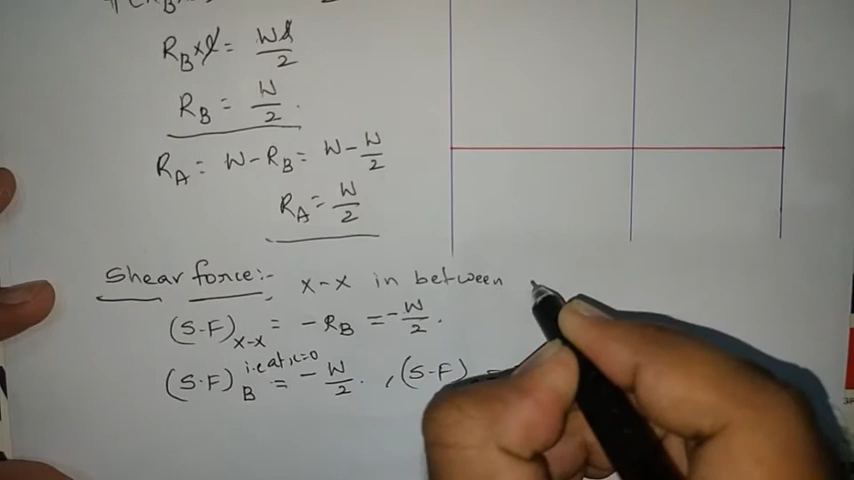 R_B × l = Wl/2
R_B = W/2.
R_A = W - R_B = W - W/2
R_A = W/2
Shear force:- x-x in between
(S.F)_x-x = -R_B = -W/2.
(S.F)_B i.e at x=0 = -W/2. , (S.F) =